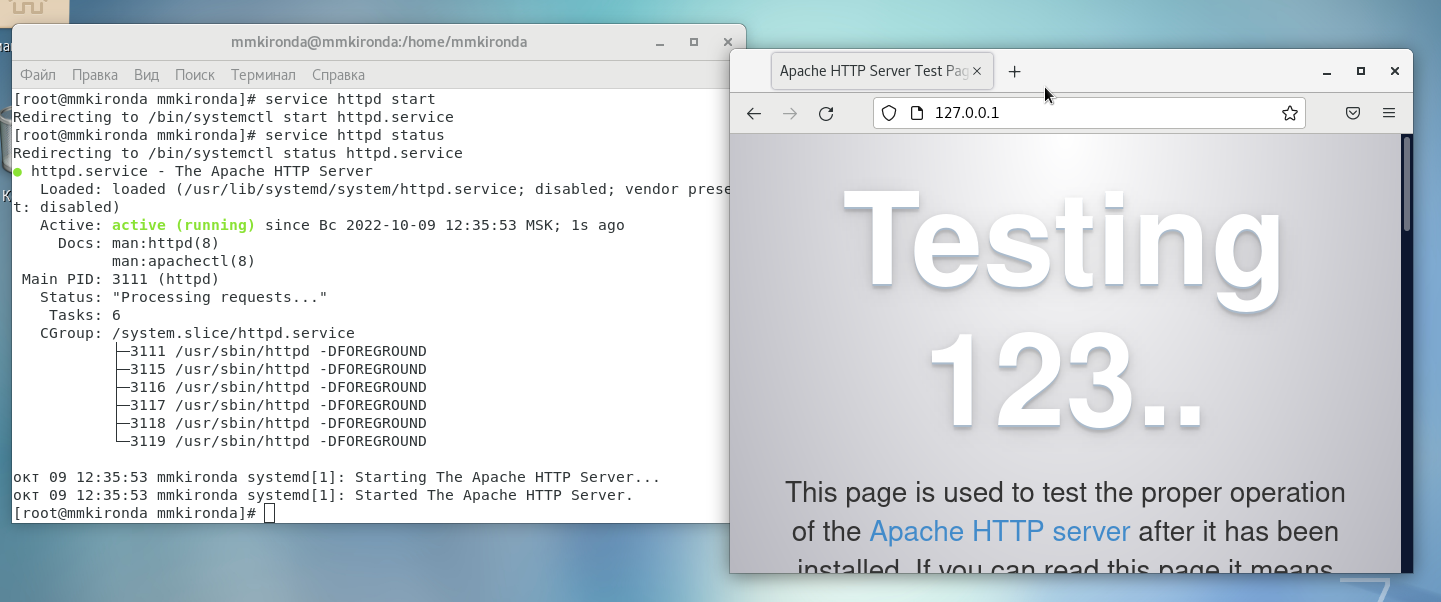 mmkironda@mmkironda:/home/mmkironda
Файл Правка Вид Поиск Терминал Справка
[root@mmkironda mmkironda]# service httpd start
Redirecting to /bin/systemctl start httpd.service
[root@mmkironda mmkironda]# service httpd status
Redirecting to /bin/systemctl status httpd.service
● httpd.service - The Apache HTTP Server
   Loaded: loaded (/usr/lib/systemd/system/httpd.service; disabled; vendor prese
t: disabled)
   Active: active (running) since Вс 2022-10-09 12:35:53 MSK; 1s ago
     Docs: man:httpd(8)
           man:apachectl(8)
 Main PID: 3111 (httpd)
   Status: "Processing requests..."
    Tasks: 6
   CGroup: /system.slice/httpd.service
           ├─3111 /usr/sbin/httpd -DFOREGROUND
           ├─3115 /usr/sbin/httpd -DFOREGROUND
           ├─3116 /usr/sbin/httpd -DFOREGROUND
           ├─3117 /usr/sbin/httpd -DFOREGROUND
           ├─3118 /usr/sbin/httpd -DFOREGROUND
           └─3119 /usr/sbin/httpd -DFOREGROUND
окт 09 12:35:53 mmkironda systemd[1]: Starting The Apache HTTP Server...
окт 09 12:35:53 mmkironda systemd[1]: Started The Apache HTTP Server.
[root@mmkironda mmkironda]#
Apache HTTP Server Test Pag
127.0.0.1
Testing
123..
This page is used to test the proper operation
of the Apache HTTP server after it has been
installed. If you can read this page it means
7